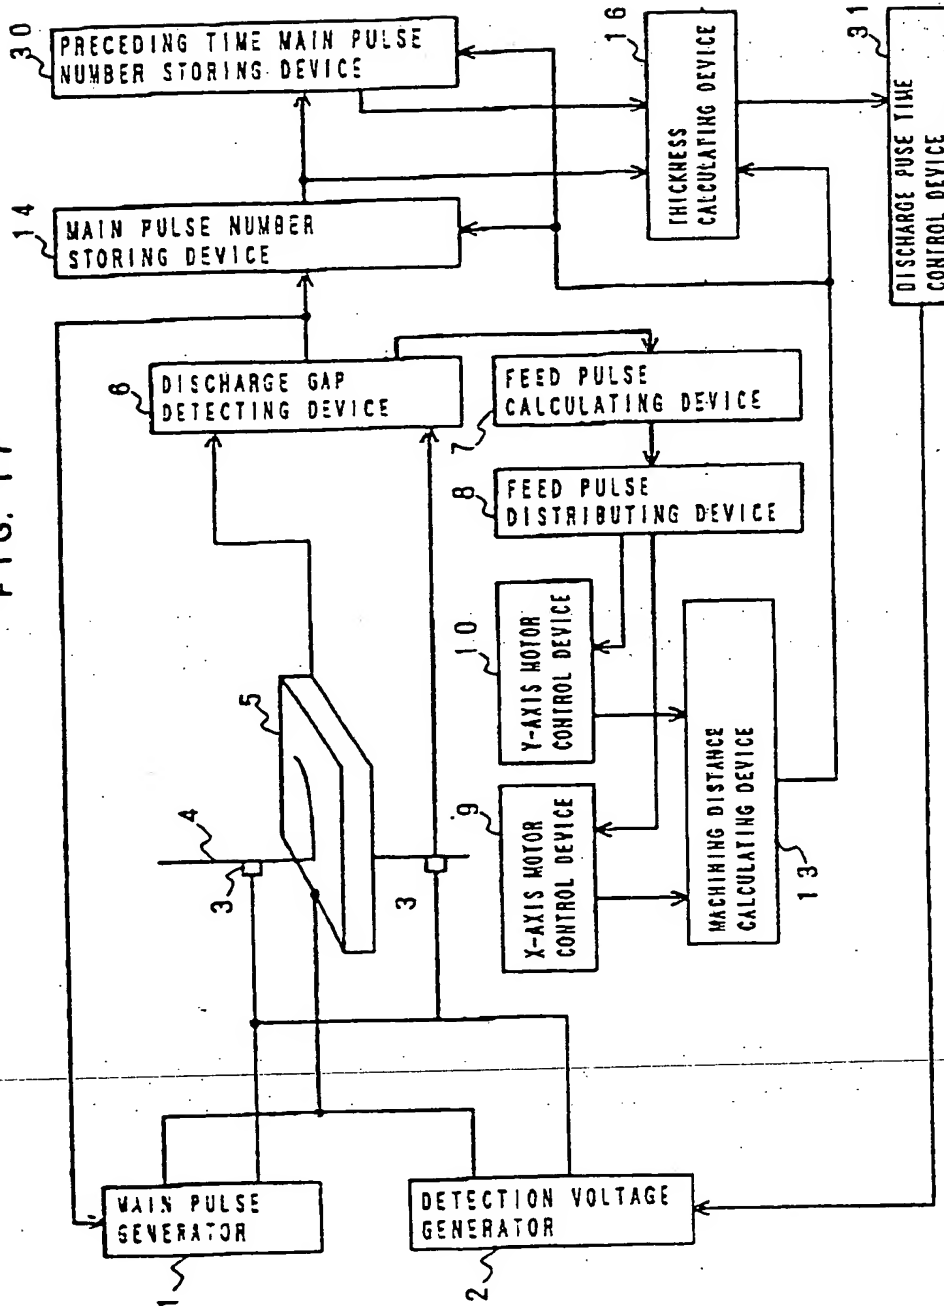 FIG. 17
30
PRECEDING TIME MAIN PULSE
NUMBER STORING DEVICE
16
THICKNESS
CALCULATING DEVICE
31
DISCHARGE PUSE TIME
CONTROL DEVICE
14
MAIN PULSE NUMBER
STORING DEVICE
6
DISCHARGE GAP
DETECTING DEVICE
7
FEED PULSE
CALCULATING DEVICE
8
FEED PULSE
DISTRIBUTING DEVICE
10
Y-AXIS MOTOR
CONTROL DEVICE
9
X-AXIS MOTOR
CONTROL DEVICE
MACHINING DISTANCE
CALCULATING DEVICE
13
5
4
3
3
MAIN PULSE
GENERATOR
1
DETECTION VOLTAGE
GENERATOR
2